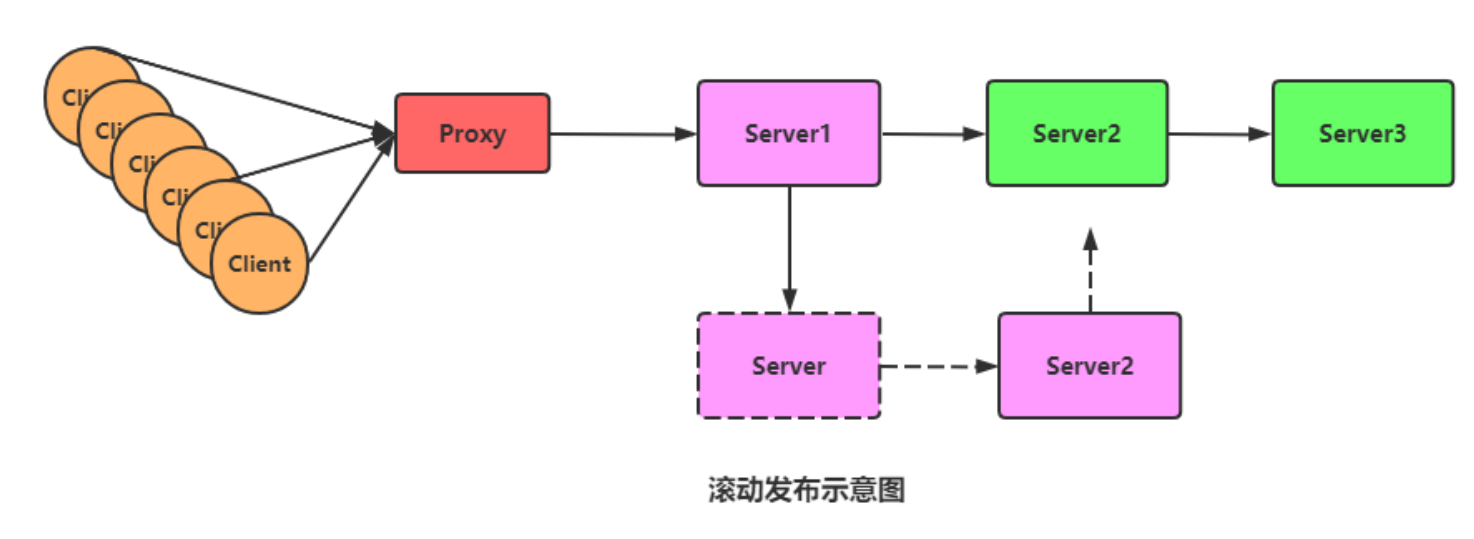 Cli
Cli
Cli
Cli
Cli
Client
Proxy
Server1
Server2
Server3
Server
Server2
滚动发布示意图